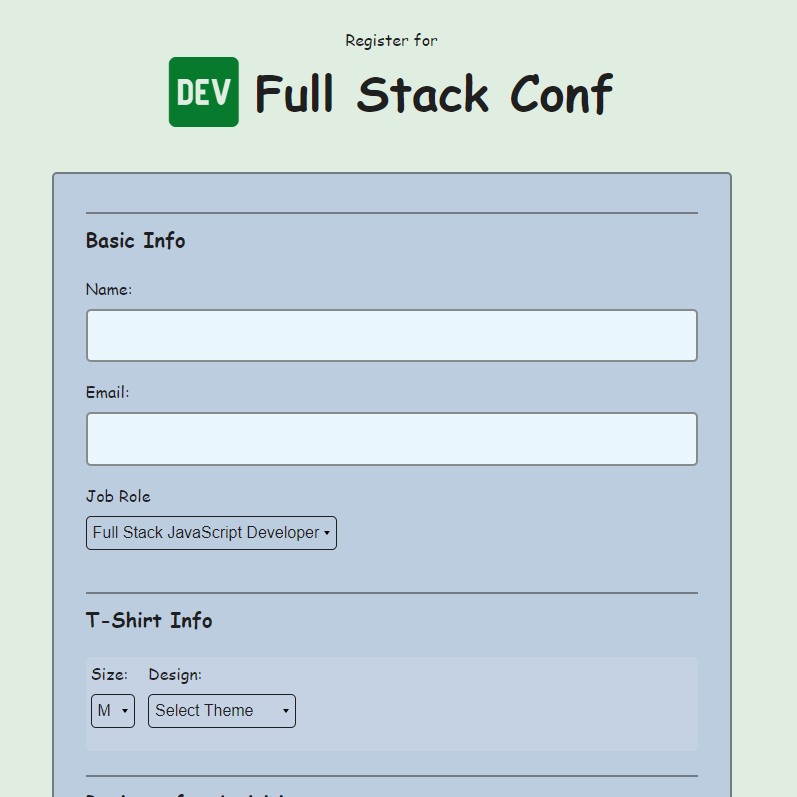 Register for
DEV Full Stack Conf
Basic Info
Name:
Email:
Job Role
Full Stack JavaScript Developer
T-Shirt Info
Size: Design:
M Select Theme